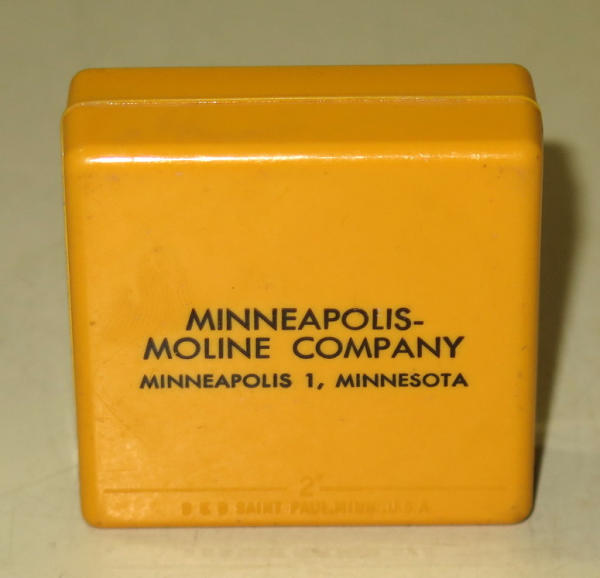 MINNEAPOLIS-
MOLINE COMPANY
MINNEAPOLIS 1, MINNESOTA
2"
B & B SAINT PAUL, MINN. U.S.A.